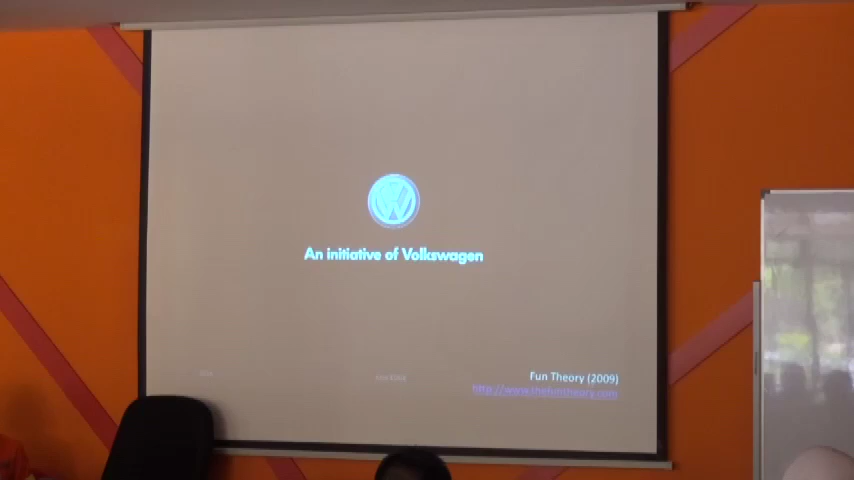 An initiative of Volkswagen
Fun Theory (2009)
http://www.thefuntheory.com